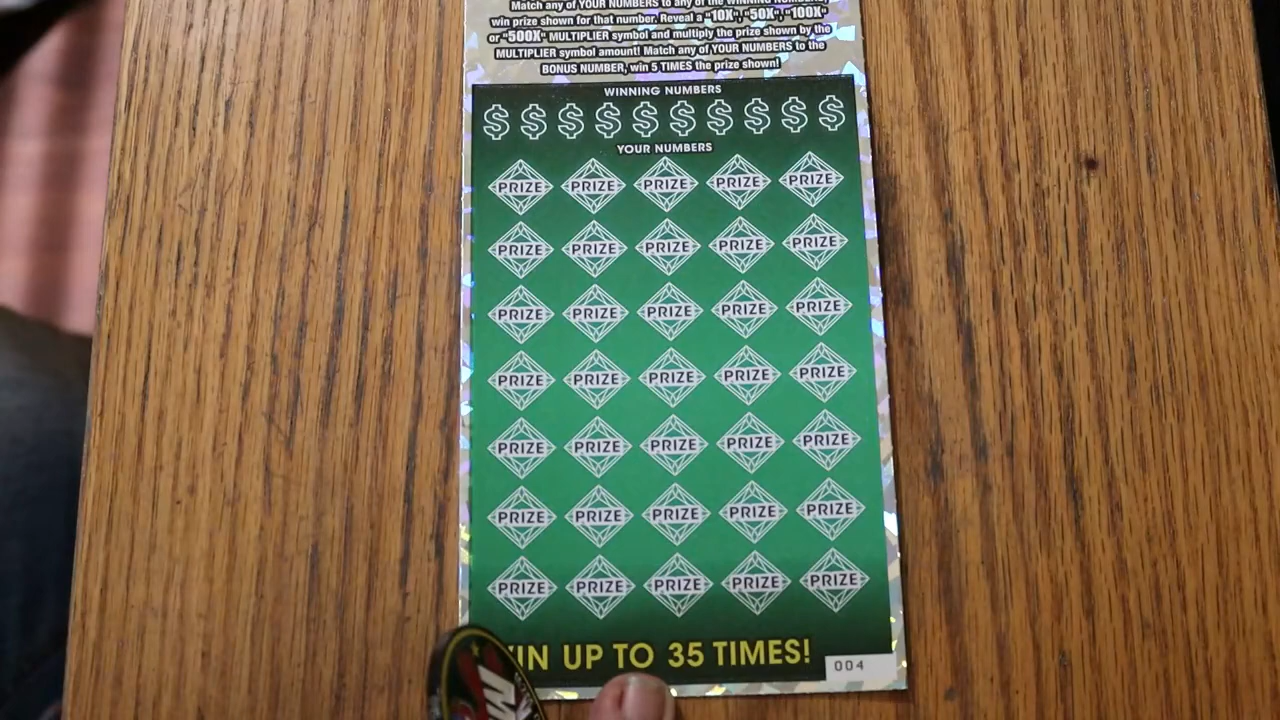 Match any of YOUR NUMBERS to any of the WINNING NUMBERS,
win prize shown for that number. Reveal a "10X", "50X", "100X"
or "500X" MULTIPLIER symbol and multiply the prize shown by the
MULTIPLIER symbol amount! Match any of YOUR NUMBERS to the
BONUS NUMBER, win 5 TIMES the prize shown!
WINNING NUMBERS
$ $ $ $ $ $ $ $ $ $
YOUR NUMBERS
PRIZE PRIZE PRIZE PRIZE PRIZE
PRIZE PRIZE PRIZE PRIZE PRIZE
PRIZE PRIZE PRIZE PRIZE PRIZE
PRIZE PRIZE PRIZE PRIZE PRIZE
PRIZE PRIZE PRIZE PRIZE PRIZE
PRIZE PRIZE PRIZE PRIZE PRIZE
PRIZE PRIZE PRIZE PRIZE PRIZE
WIN UP TO 35 TIMES!
004